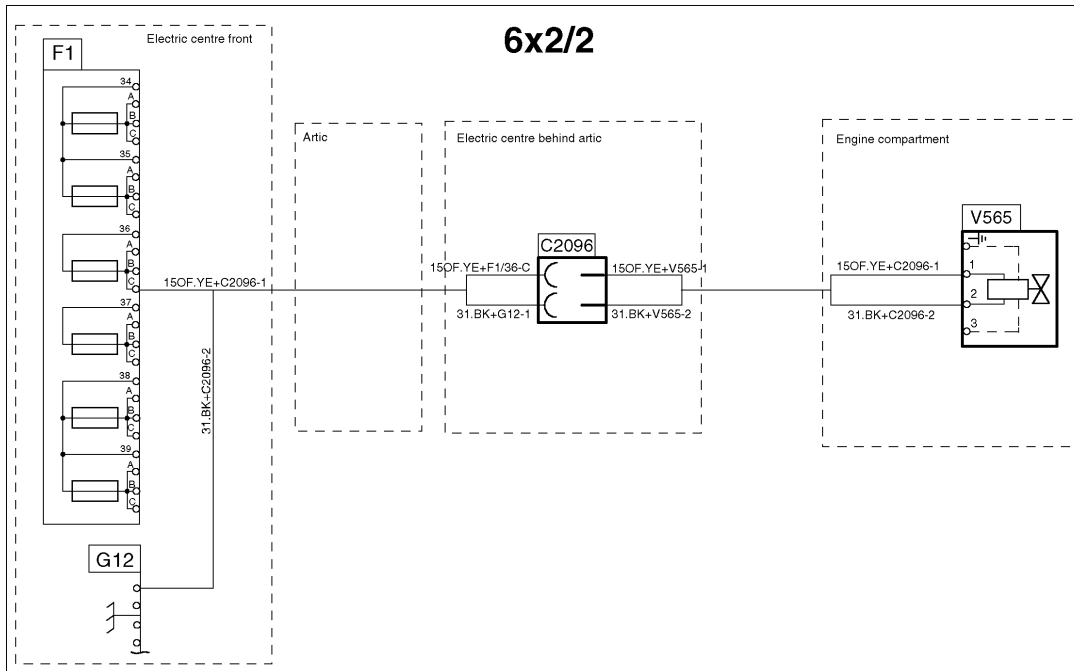 6x2/2
Electric centre front
F1
34
A
B
C
35
A
B
C
36
A
B
C
37
A
B
C
38
A
B
C
39
A
B
C
15OF.YE+C2096-1
31.BK+C2096-2
G12
Artic
Electric centre behind artic
C2096
15OF.YE+F1/36-C
15OF.YE+V565-1
31.BK+G12-1
31.BK+V565-2
Engine compartment
V565
15OF.YE+C2096-1
1
2
31.BK+C2096-2
3